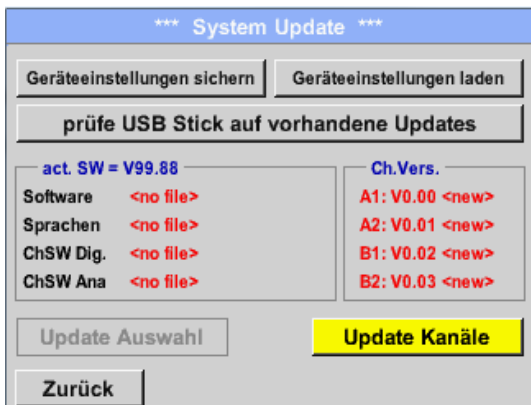 *** System Update ***
Geräteeinstellungen sichern
Geräteeinstellungen laden
prüfe USB Stick auf vorhandene Updates
act. SW = V99.88
Software <no file>
Sprachen <no file>
ChSW Dig. <no file>
ChSW Ana <no file>
Ch.Vers.
A1: V0.00 <new>
A2: V0.01 <new>
B1: V0.02 <new>
B2: V0.03 <new>
Update Auswahl
Update Kanäle
Zurück